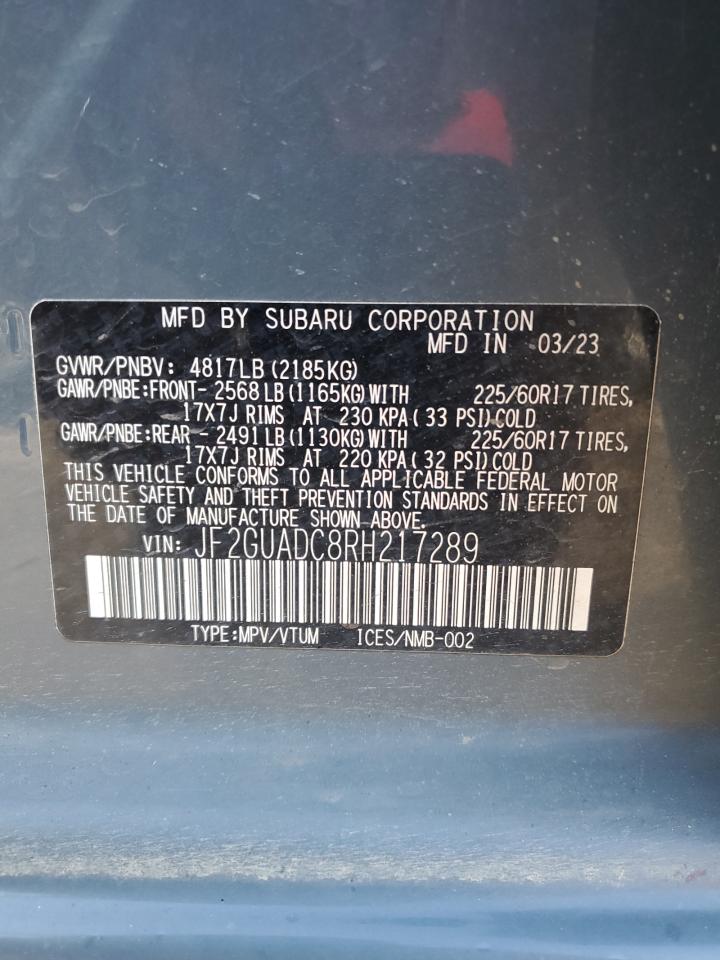 MFD BY SUBARU CORPORATION
MFD IN 03/23
GVWR/PNBV: 4817LB (2185KG)
GAWR/PNBE:FRONT- 2568 LB (1165KG) WITH 225/60R17 TIRES,
17X7J RIMS AT 230 KPA ( 33 PSI) COLD
GAWR/PNBE:REAR - 2491 LB (1130KG) WITH 225/60R17 TIRES,
17X7J RIMS AT 220 KPA ( 32 PSI) COLD
THIS VEHICLE CONFORMS TO ALL APPLICABLE FEDERAL MOTOR
VEHICLE SAFETY AND THEFT PREVENTION STANDARDS IN EFFECT ON
THE DATE OF MANUFACTURE SHOWN ABOVE.
VIN: JF2GUADC8RH217289
TYPE:MPV/VTUM ICES/NMB-002